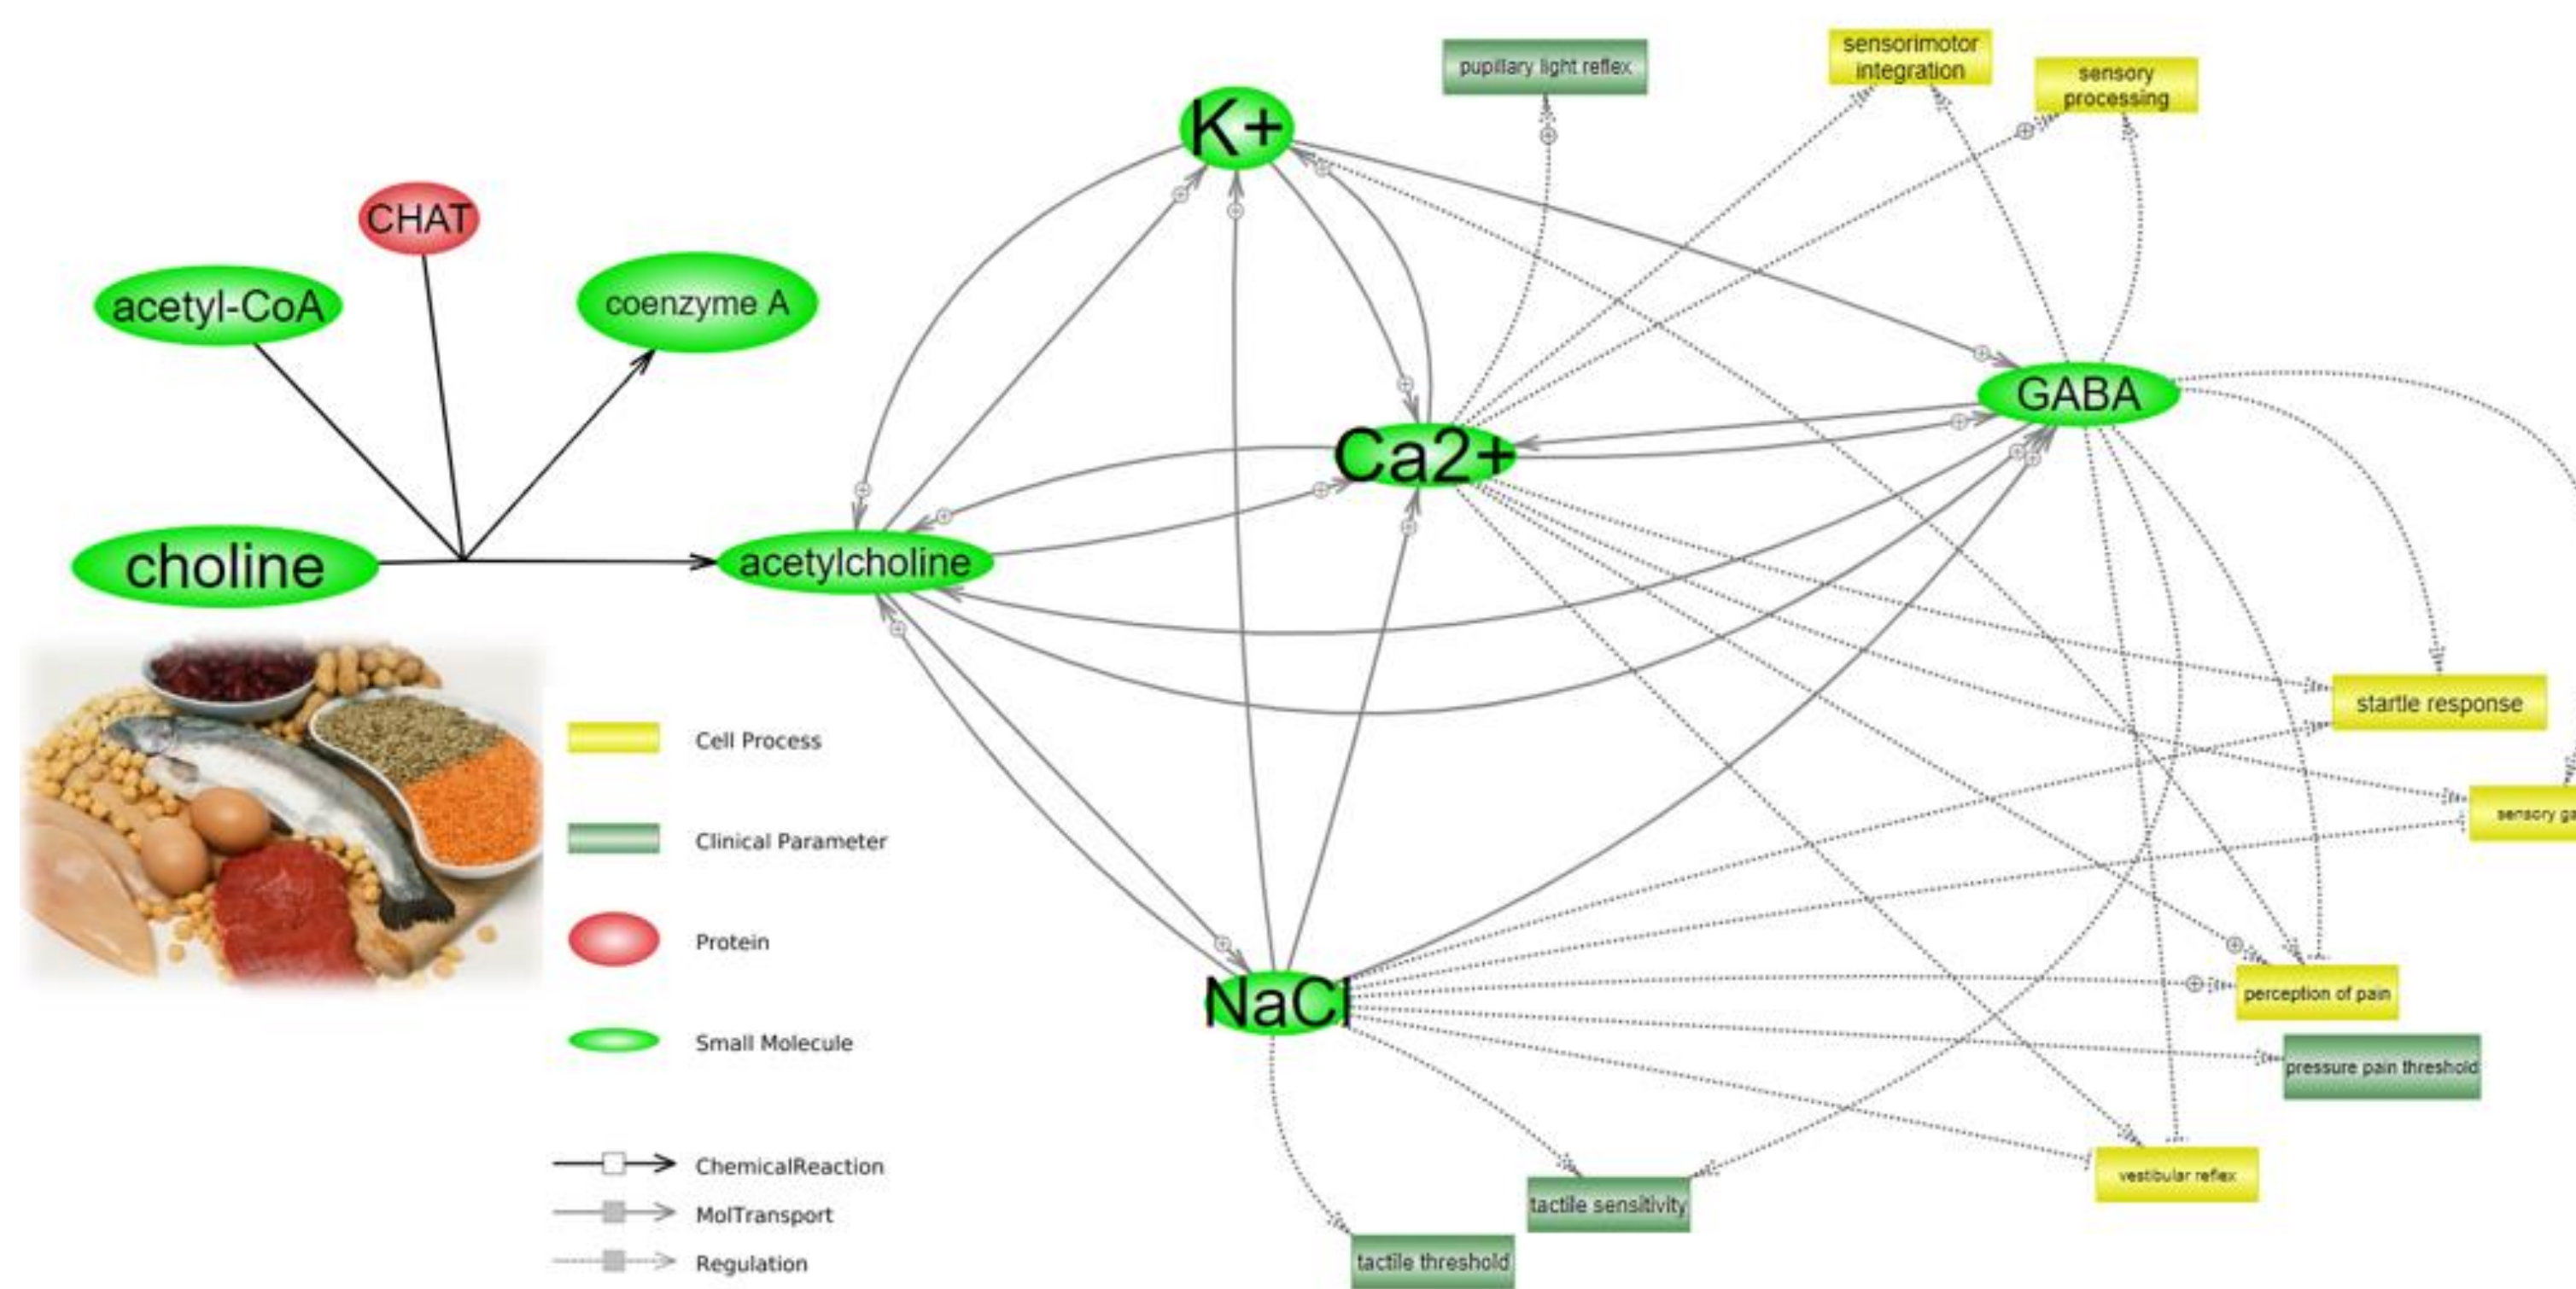 sensorimotor
integration
pupillary light reflex
sensory
processing
K+
CHAT
acetyl-CoA
coenzyme A
GABA
Ca2+
choline
acetylcholine
startle response
Cell Process
sensory
Clinical Parameter
Protein
perception of pain
NaCl
Small Molecule
pressure pain threshold
ChemicalReaction
vestibular reflex
tactile sensitivity
MolTransport
Regulation
tactile threshold